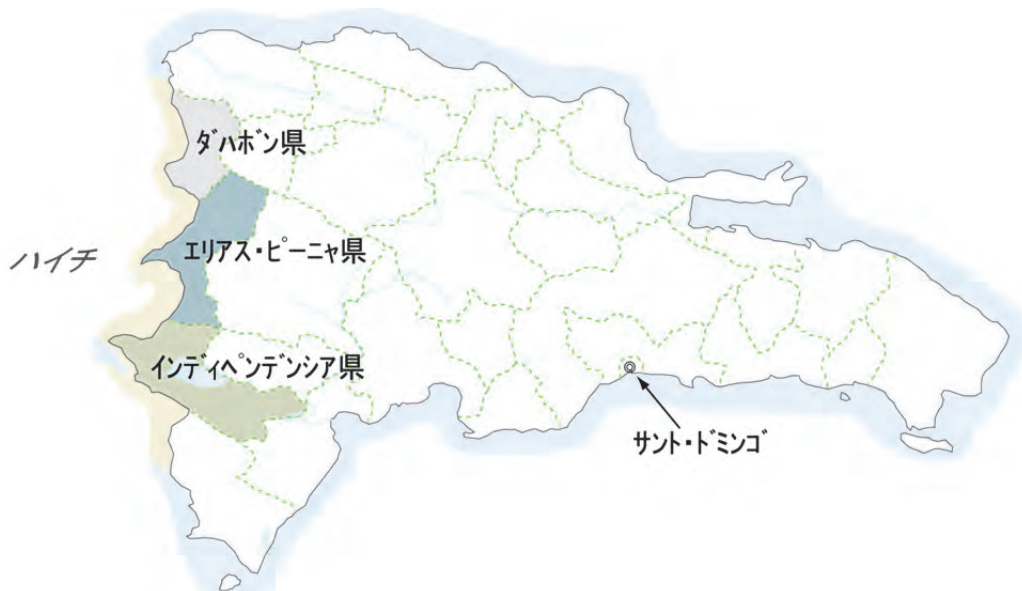 ダハボン県
エリアス・ピーニャ県
ハイチ
インディペンデンシア県
サント・ドミンゴ